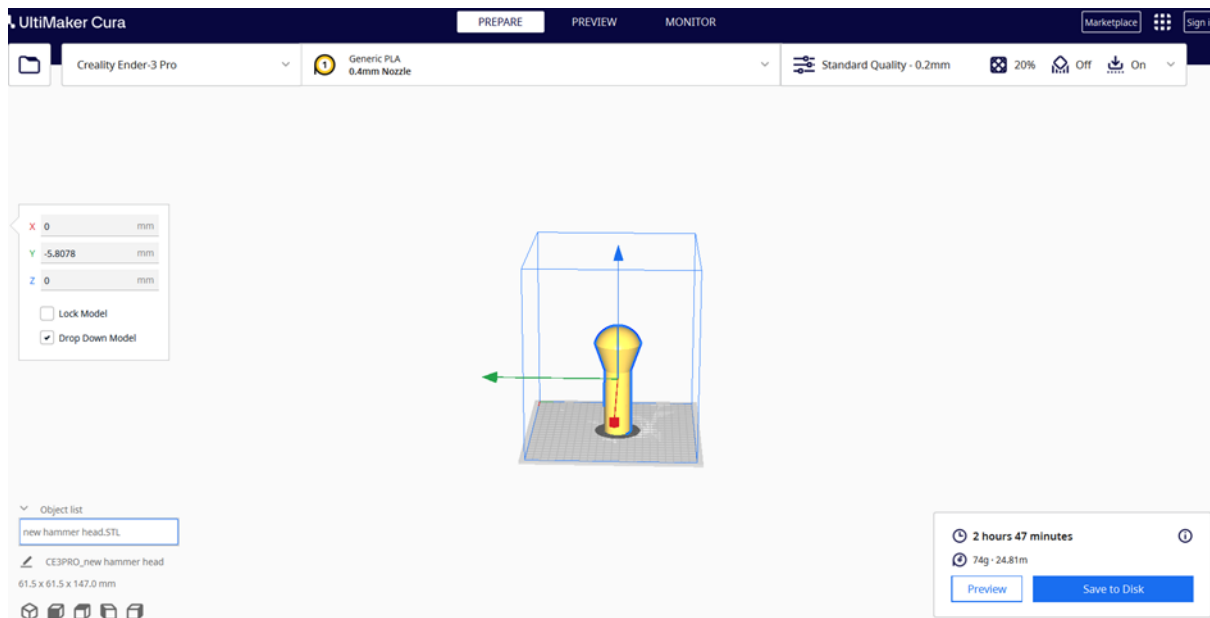 UltiMaker Cura PREPARE PREVIEW MONITOR Marketplace Sign i
Creality Ender-3 Pro 1 Generic PLA Standard Quality - 0.2mm 20% Off On
0.4mm Nozzle
X 0 mm
Y -5.8078 mm
Z 0 mm
Lock Model
Drop Down Model
Object list
new hammer head.STL
CE3PRO_new hammer head
61.5 x 61.5 x 147.0 mm
2 hours 47 minutes
74g · 24.81m
Preview Save to Disk